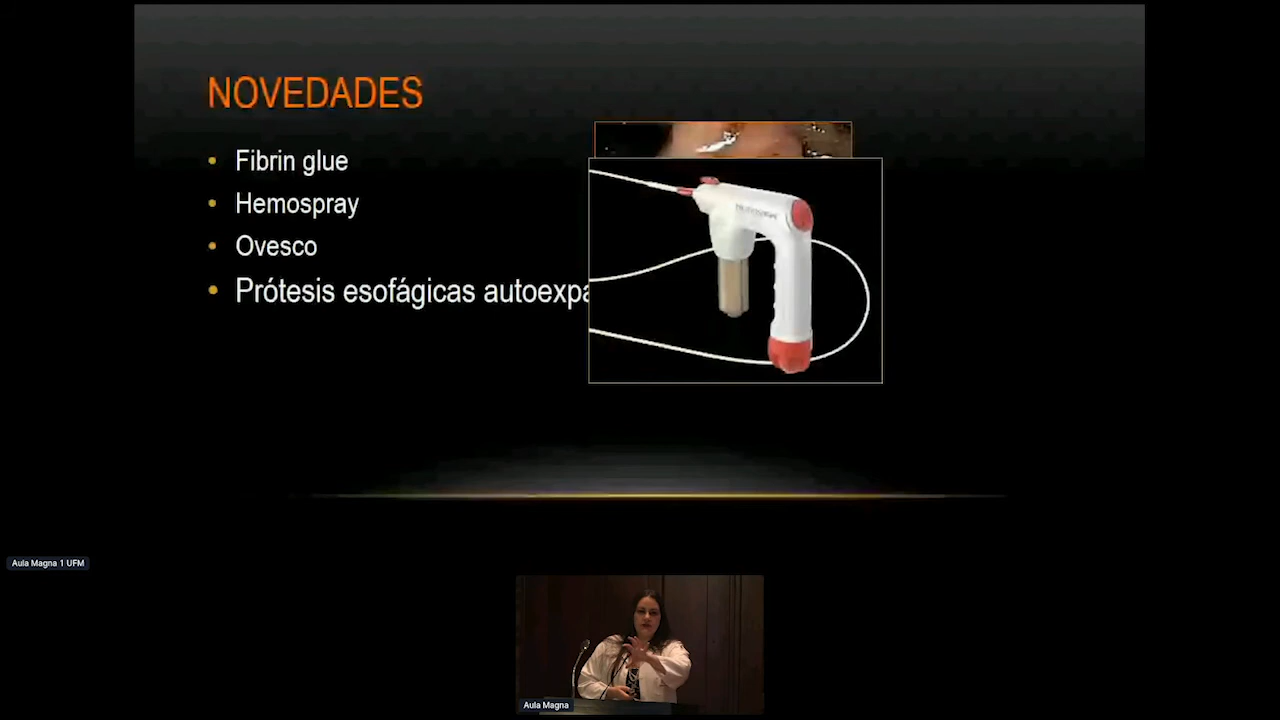 NOVEDADES
• Fibrin glue
• Hemospray
• Ovesco
• Prótesis esofágicas autoexpa
Aula Magna 1 UFM
Aula Magna